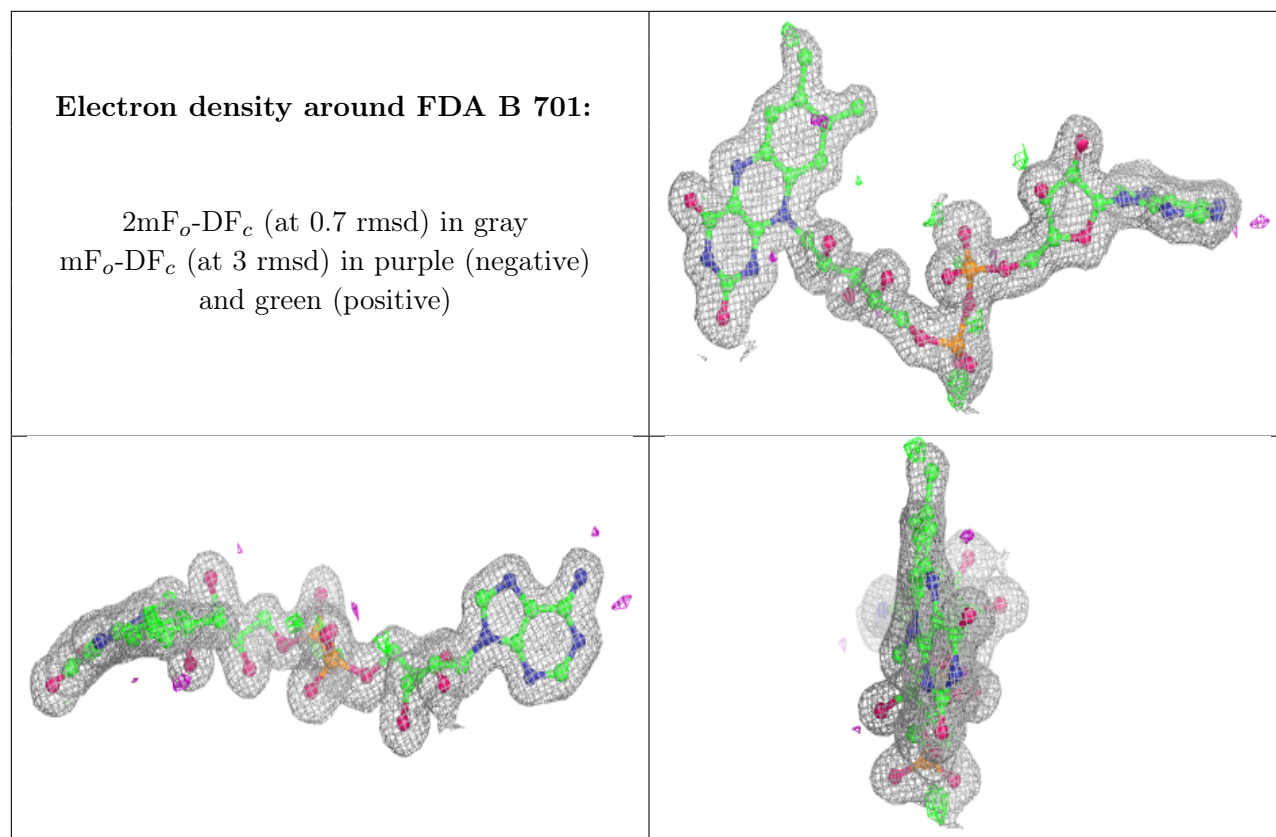 Electron density around FDA B 701:
2mFo-DFc (at 0.7 rmsd) in gray
mFo-DFc (at 3 rmsd) in purple (negative)
and green (positive)